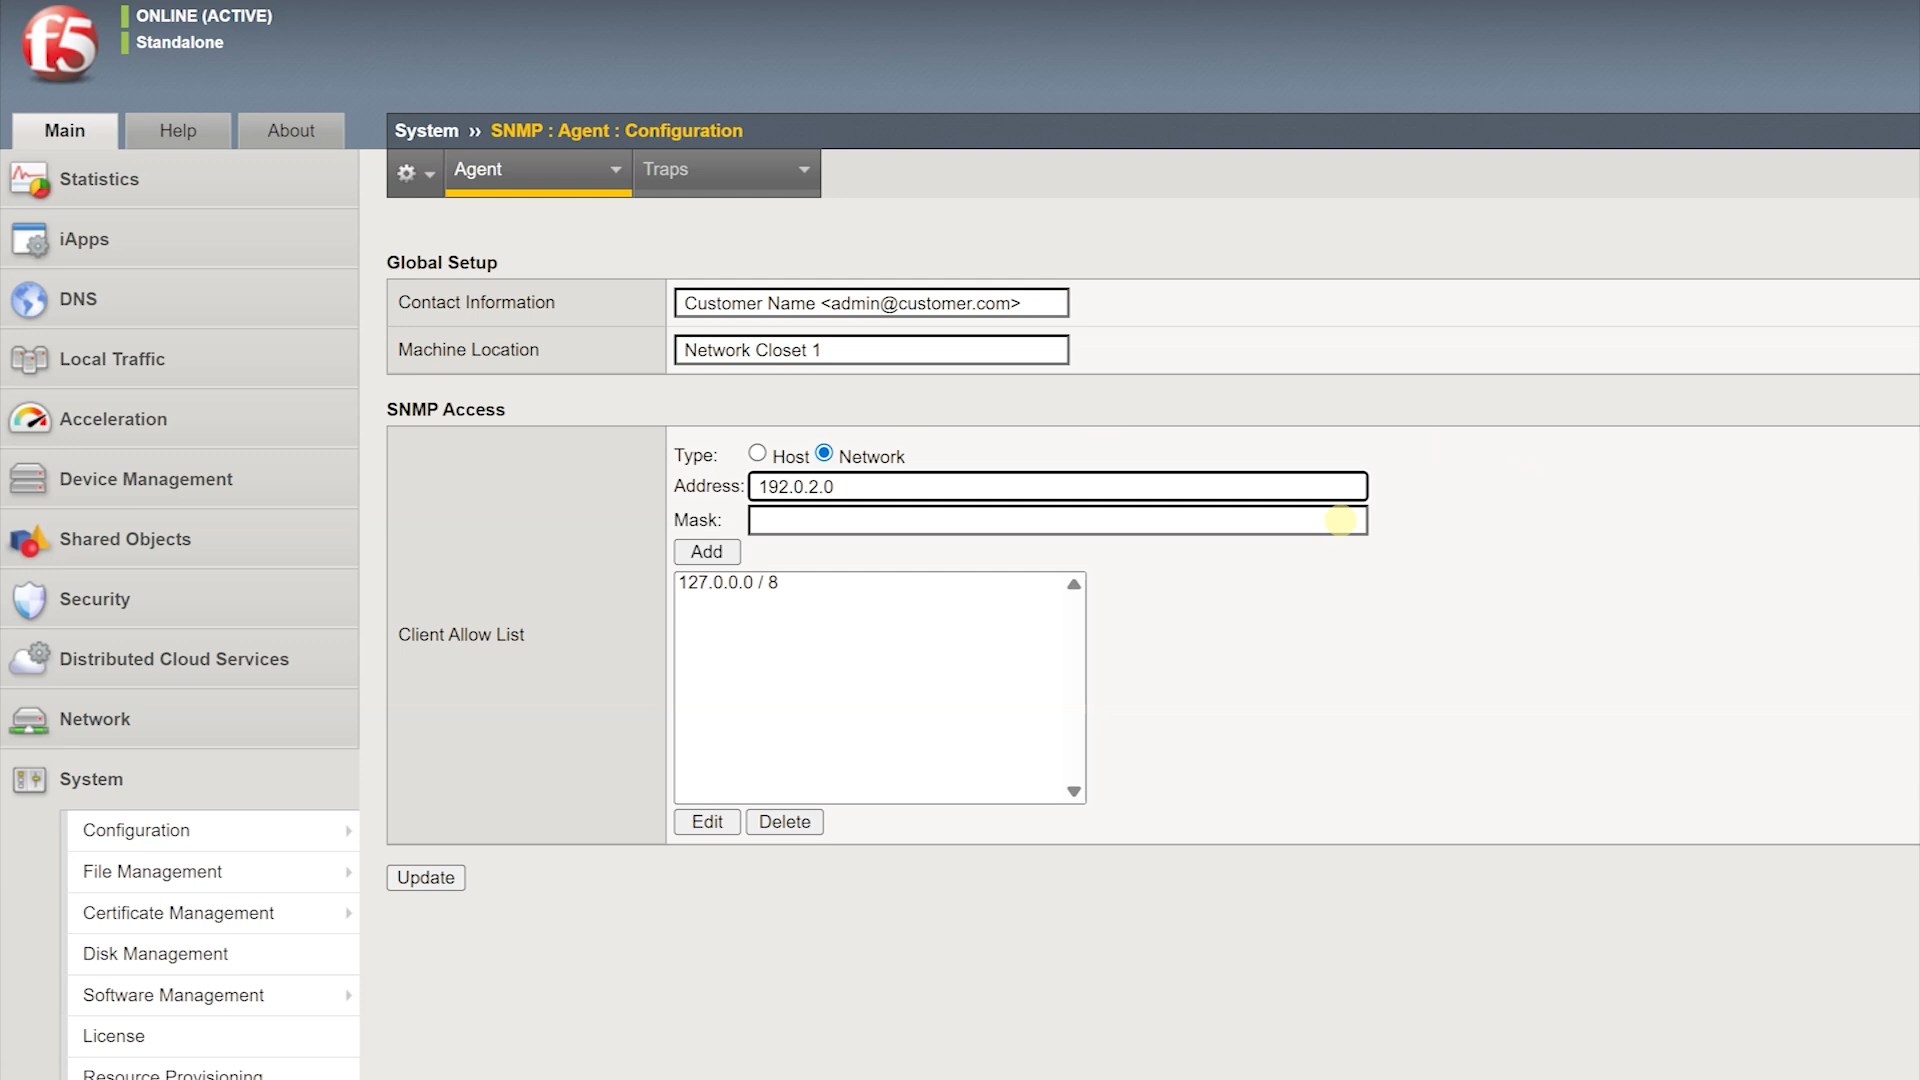 f5
ONLINE (ACTIVE)
Standalone
Main
Help
About
System ›› SNMP : Agent : Configuration
Agent
Traps
Statistics
iApps
DNS
Local Traffic
Acceleration
Device Management
Shared Objects
Security
Distributed Cloud Services
Network
System
Configuration
File Management
Certificate Management
Disk Management
Software Management
License
Resource Provisioning
Global Setup
Contact Information
Customer Name <admin@customer.com>
Machine Location
Network Closet 1
SNMP Access
Client Allow List
Type: Host Network
Address: 192.0.2.0
Mask:
Add
127.0.0.0 / 8
Edit Delete
Update